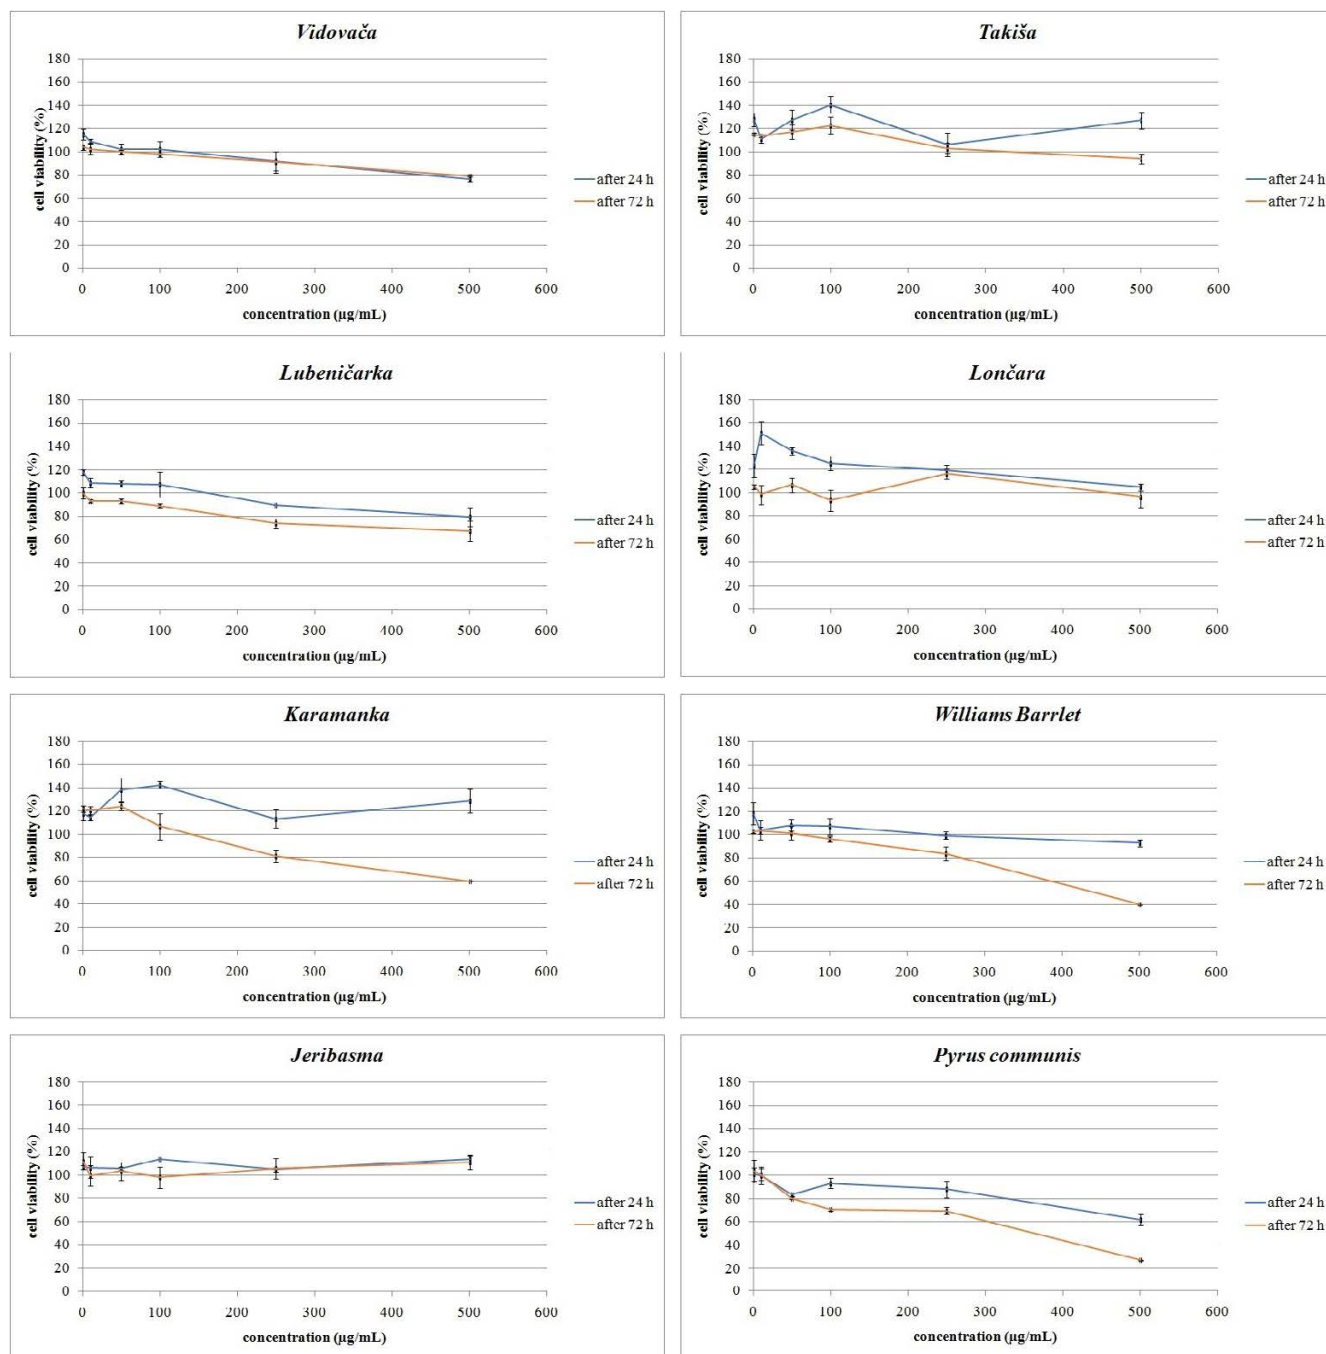 Vidovača
180
160
140
120
100
80
60
40
20
0
cell viability (%)
0 100 200 300 400 500 600
concentration (µg/mL)
after 24 h
after 72 h
Takiša
180
160
140
120
100
80
60
40
20
0
cell viability (%)
0 100 200 300 400 500 600
concentration (µg/mL)
after 24 h
after 72 h
Lubeničarka
180
160
140
120
100
80
60
40
20
0
cell viability (%)
0 100 200 300 400 500 600
concentration (µg/mL)
after 24 h
after 72 h
Lončara
180
160
140
120
100
80
60
40
20
0
cell viability (%)
0 100 200 300 400 500 600
concentration (µg/mL)
after 24 h
after 72 h
Karamanka
180
160
140
120
100
80
60
40
20
0
cell viability (%)
0 100 200 300 400 500 600
concentration (µg/mL)
after 24 h
after 72 h
Williams Barrlet
180
160
140
120
100
80
60
40
20
0
cell viability (%)
0 100 200 300 400 500 600
concentration (µg/mL)
after 24 h
after 72 h
Jeribasma
180
160
140
120
100
80
60
40
20
0
cell viability (%)
0 100 200 300 400 500 600
concentration (µg/mL)
after 24 h
after 72 h
Pyrus communis
180
160
140
120
100
80
60
40
20
0
cell viability (%)
0 100 200 300 400 500 600
concentration (µg/mL)
after 24 h
after 72 h